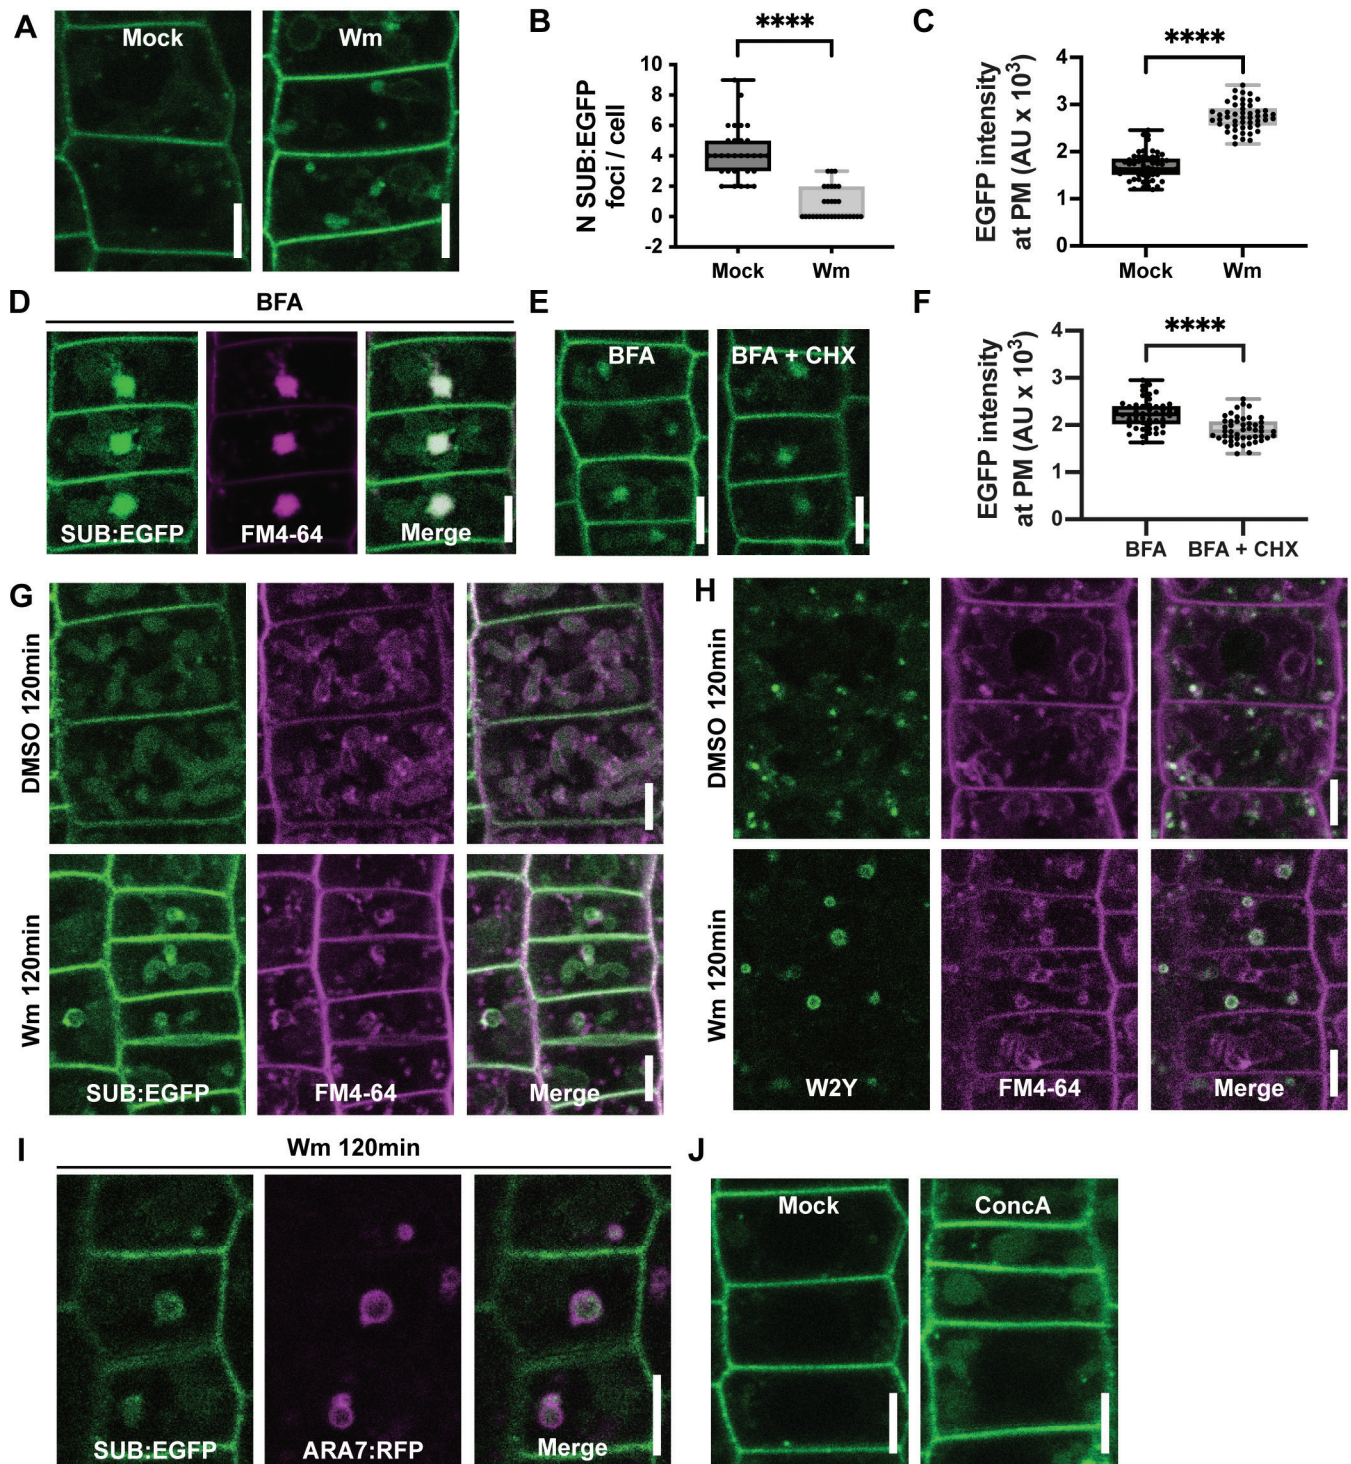 A
Mock
Wm
B
****
N SUB:EGFP
foci / cell
10
8
6
4
2
0
-2
Mock
Wm
C
****
EGFP intensity
at PM (AU x 10³)
4
3
2
1
0
Mock
Wm
D
BFA
SUB:EGFP
FM4-64
Merge
E
BFA
BFA + CHX
F
****
EGFP intensity
at PM (AU x 10³)
4
3
2
1
0
BFA
BFA + CHX
G
DMSO 120min
Wm 120min
SUB:EGFP
FM4-64
Merge
H
DMSO 120min
Wm 120min
W2Y
FM4-64
Merge
I
Wm 120min
SUB:EGFP
ARA7:RFP
Merge
J
Mock
ConcA